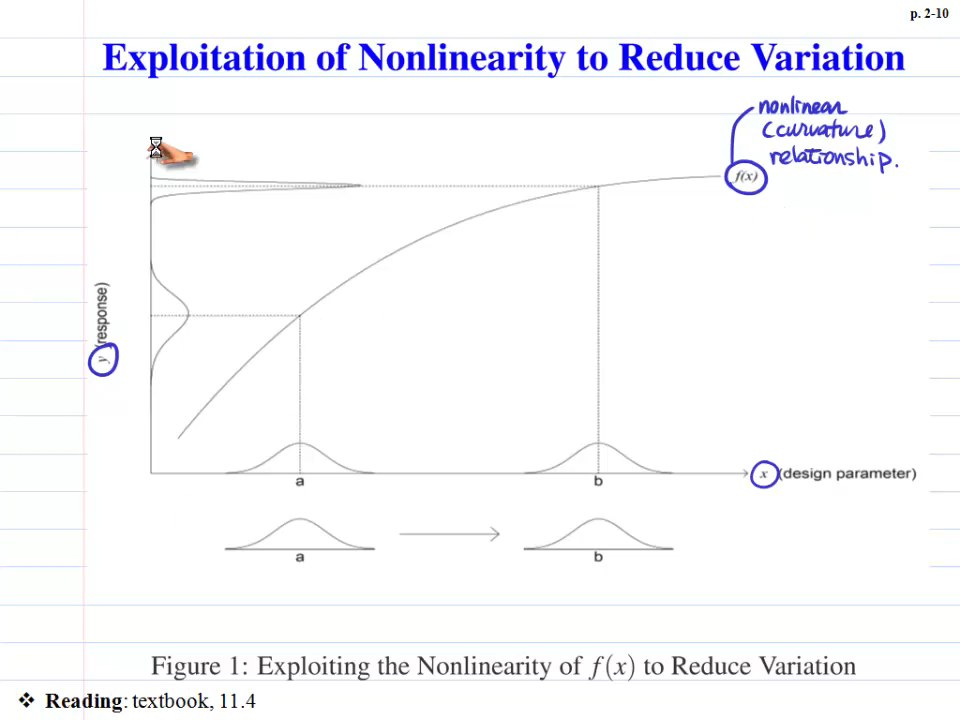 p. 2-10
Exploitation of Nonlinearity to Reduce Variation
nonlinear
(curvature)
relationship.
f(x)
y (response)
a
b
x (design parameter)
a
b
Figure 1: Exploiting the Nonlinearity of f(x) to Reduce Variation
❖ Reading: textbook, 11.4